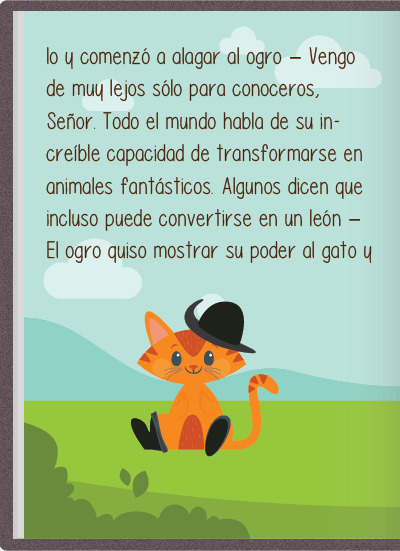 lo y comenzó a alagar al ogro – Vengo
de muy lejos sólo para conoceros,
Señor. Todo el mundo habla de su in-
creíble capacidad de transformarse en
animales fantásticos. Algunos dicen que
incluso puede convertirse en un león –
El ogro quiso mostrar su poder al gato y